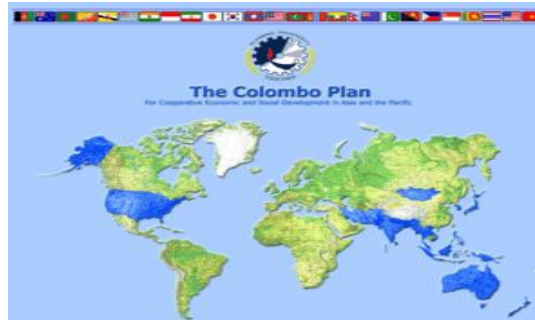 The Colombo Plan
For Cooperative Economic and Social Development in Asia and the Pacific